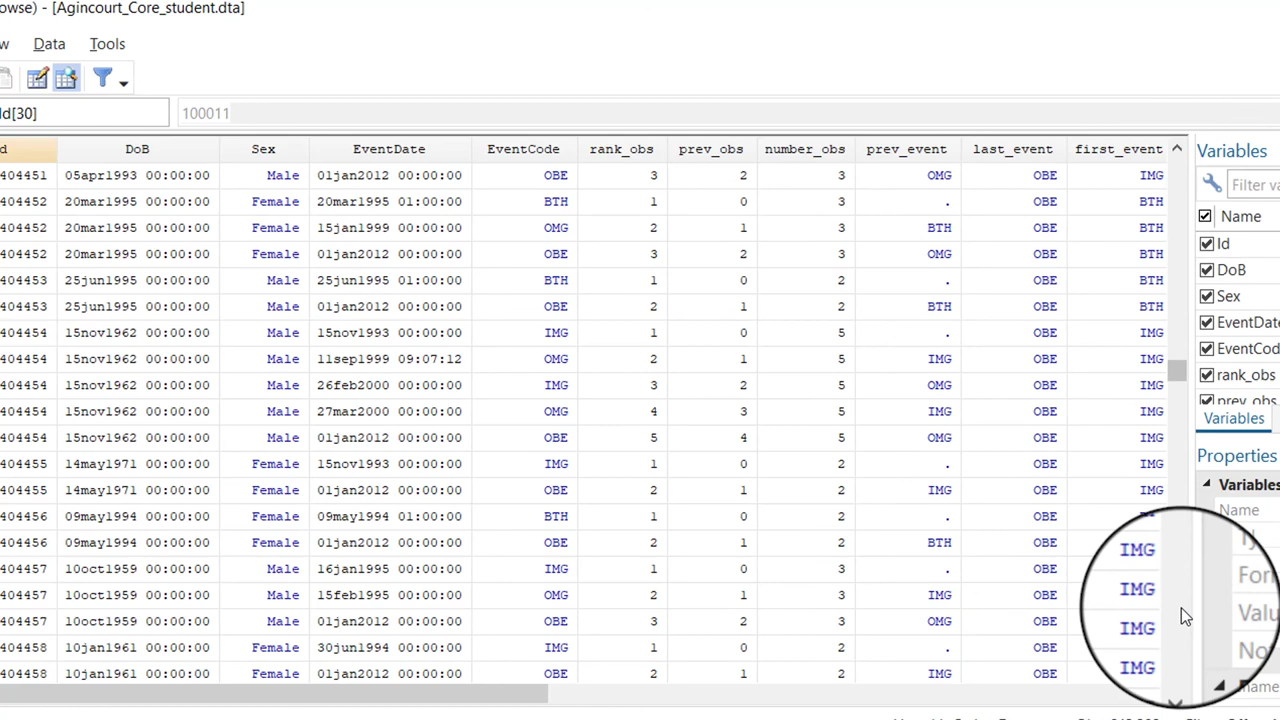 owse) - [Agincourt_Core_student.dta]
w Data Tools
Id[30] 100011
d DoB Sex EventDate EventCode rank_obs prev_obs number_obs prev_event last_event first_event Variables
404451 05apr1993 00:00:00 Male 01jan2012 00:00:00 OBE 3 2 3 OMG OBE IMG Filter va
404452 20mar1995 00:00:00 Female 20mar1995 01:00:00 BTH 1 0 3 . OBE BTH Name
404452 20mar1995 00:00:00 Female 15jan1999 00:00:00 OMG 2 1 3 BTH OBE BTH Id
404452 20mar1995 00:00:00 Female 01jan2012 00:00:00 OBE 3 2 3 OMG OBE BTH DoB
404453 25jun1995 00:00:00 Male 25jun1995 01:00:00 BTH 1 0 2 . OBE BTH Sex
404453 25jun1995 00:00:00 Male 01jan2012 00:00:00 OBE 2 1 2 BTH OBE BTH EventDate
404454 15nov1962 00:00:00 Male 15nov1993 00:00:00 IMG 1 0 5 . OBE IMG EventCod
404454 15nov1962 00:00:00 Male 11sep1999 09:07:12 OMG 2 1 5 IMG OBE IMG rank_obs
404454 15nov1962 00:00:00 Male 26feb2000 00:00:00 IMG 3 2 5 OMG OBE IMG prev_obs
404454 15nov1962 00:00:00 Male 27mar2000 00:00:00 OMG 4 3 5 IMG OBE IMG Variables
404454 15nov1962 00:00:00 Male 01jan2012 00:00:00 OBE 5 4 5 OMG OBE IMG Properties
404455 14may1971 00:00:00 Female 15nov1993 00:00:00 IMG 1 0 2 . OBE IMG Variables
404455 14may1971 00:00:00 Female 01jan2012 00:00:00 OBE 2 1 2 IMG OBE IMG Name
404456 09may1994 00:00:00 Female 09may1994 01:00:00 BTH 1 0 2 . OBE
404456 09may1994 00:00:00 Female 01jan2012 00:00:00 OBE 2 1 2 BTH OBE IMG
404457 10oct1959 00:00:00 Male 16jan1995 00:00:00 IMG 1 0 3 . OBE IMG For
404457 10oct1959 00:00:00 Male 15feb1995 00:00:00 OMG 2 1 3 IMG OBE IMG Valu
404457 10oct1959 00:00:00 Male 01jan2012 00:00:00 OBE 3 2 3 OMG OBE IMG No
404458 10jan1961 00:00:00 Female 30jun1994 00:00:00 IMG 1 0 2 . OBE
404458 10jan1961 00:00:00 Female 01jan2012 00:00:00 OBE 2 1 2 IMG OBE